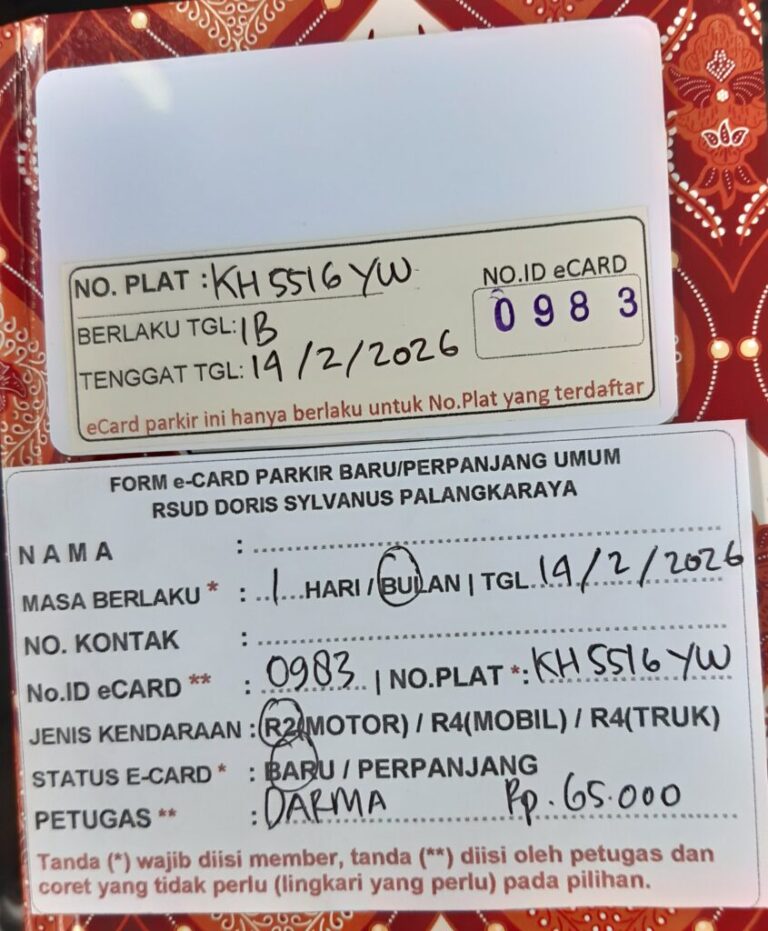 NO. PLAT : KH 5516 YW
NO.ID eCARD
0983
BERLAKU TGL: 1B
TENGGAT TGL: 19/2/2026
eCard parkir ini hanya berlaku untuk No.Plat yang terdaftar
FORM e-CARD PARKIR BARU/PERPANJANG UMUM
RSUD DORIS SYLVANUS PALANGKARAYA
NAMA :
MASA BERLAKU * : 1 HARI / BULAN | TGL 19/2/2026
NO. KONTAK :
No.ID eCARD ** : 0983 | NO.PLAT *: KH 5516 YW
JENIS KENDARAAN : R2(MOTOR) / R4(MOBIL) / R4(TRUK)
STATUS E-CARD * : BARU / PERPANJANG
PETUGAS ** : DARMA Rp. 65.000
Tanda (*) wajib diisi member, tanda (**) diisi oleh petugas dan
coret yang tidak perlu (lingkari yang perlu) pada pilihan.